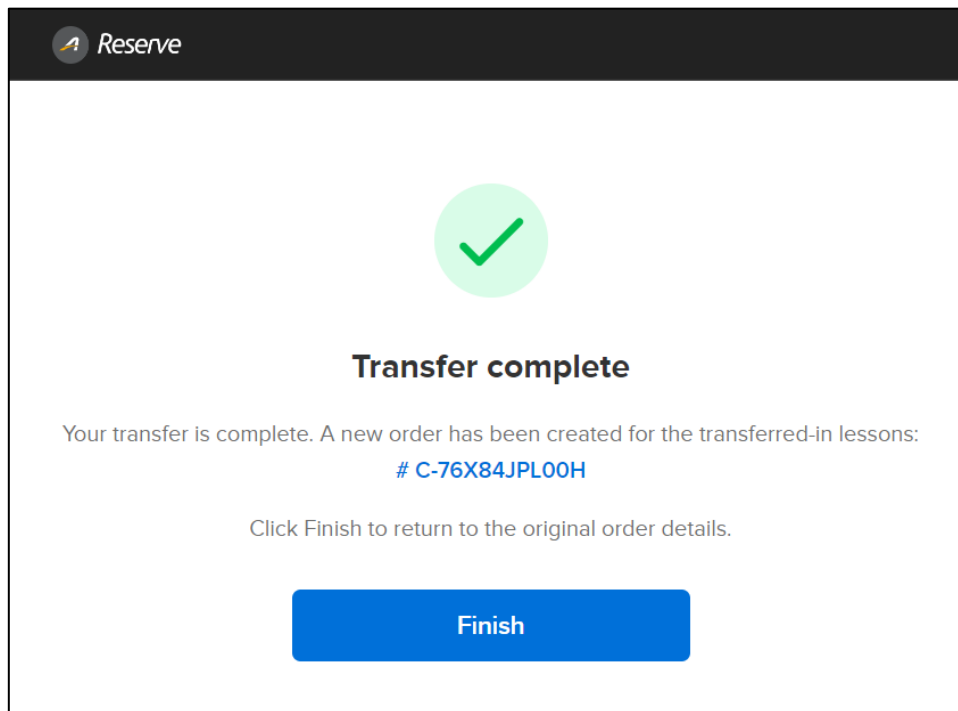 Reserve
Transfer complete
Your transfer is complete. A new order has been created for the transferred-in lessons:
# C-76X84JPL00H
Click Finish to return to the original order details.
Finish